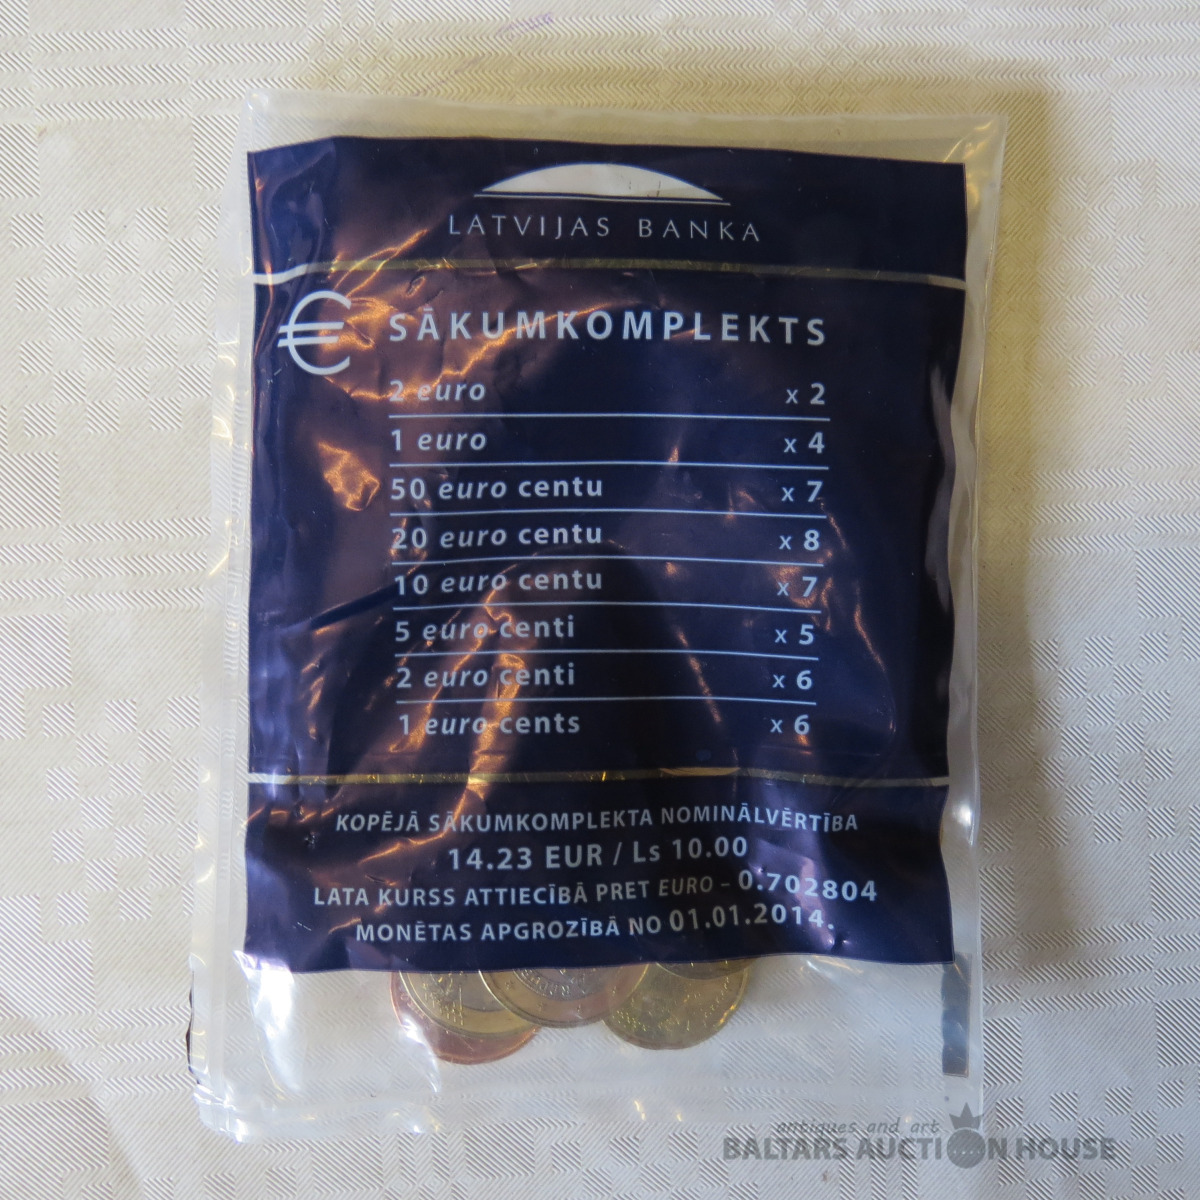 LATVIJAS BANKA
€ SĀKUMKOMPLEKTS
2 euro x 2
1 euro x 4
50 euro centu x 7
20 euro centu x 8
10 euro centu x 7
5 euro centi x 5
2 euro centi x 6
1 euro cents x 6
KOPĒJĀ SĀKUMKOMPLEKTA NOMINĀLVĒRTĪBA
14.23 EUR / Ls 10.00
LATA KURSS ATTIECĪBĀ PRET EURO – 0.702804
MONĒTAS APGROZĪBĀ NO 01.01.2014.
antiques and art
BALTARS AUCTION HOUSE